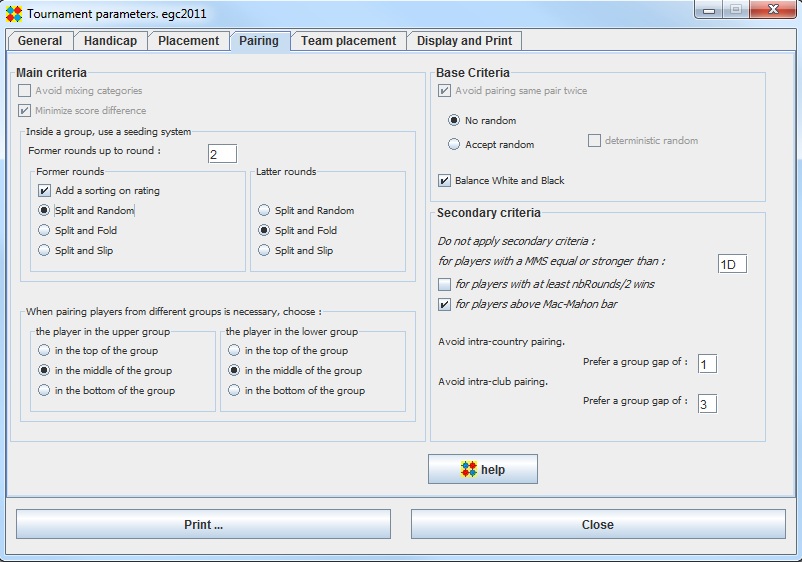 Tournament parameters. egc2011
General
Handicap
Placement
Pairing
Team placement
Display and Print
Main criteria
Avoid mixing categories
Minimize score difference
Inside a group, use a seeding system
Former rounds up to round :
2
Former rounds
Add a sorting on rating
Split and Random
Split and Fold
Split and Slip
Latter rounds
Split and Random
Split and Fold
Split and Slip
When pairing players from different groups is necessary, choose :
the player in the upper group
in the top of the group
in the middle of the group
in the bottom of the group
the player in the lower group
in the top of the group
in the middle of the group
in the bottom of the group
Base Criteria
Avoid pairing same pair twice
No random
Accept random
deterministic random
Balance White and Black
Secondary criteria
Do not apply secondary criteria :
for players with a MMS equal or stronger than :
1D
for players with at least nbRounds/2 wins
for players above Mac-Mahon bar
Avoid intra-country pairing.
Prefer a group gap of :
1
Avoid intra-club pairing.
Prefer a group gap of :
3
help
Print ...
Close